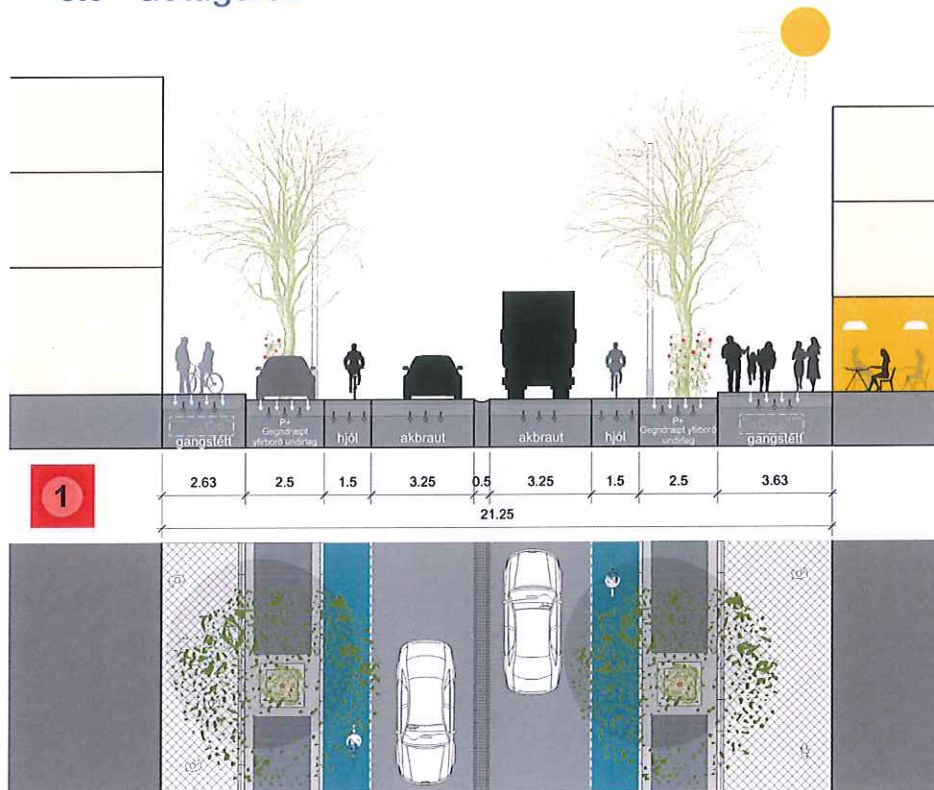 P+
P+
Gegndræpt
yfirborð undirlag
Gegndræpt yfirborð
undirlag
gangstétt
hjól
akbraut
akbraut
hjól
gangstétt
1
2.63
2.5
1.5
3.25
0.5
3.25
1.5
2.5
3.63
21.25